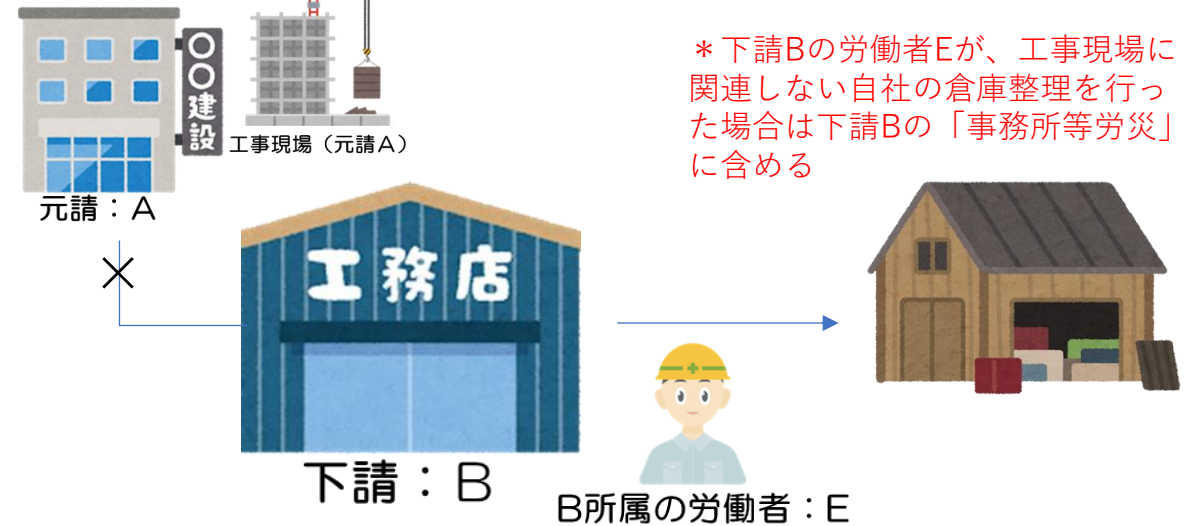 〇〇建設
工事現場（元請Ａ）
元請：Ａ
＊下請Bの労働者Eが、工事現場に
関連しない自社の倉庫整理を行っ
た場合は下請Bの「事務所等労災」
に含める
工務店
下請：Ｂ
B所属の労働者：E